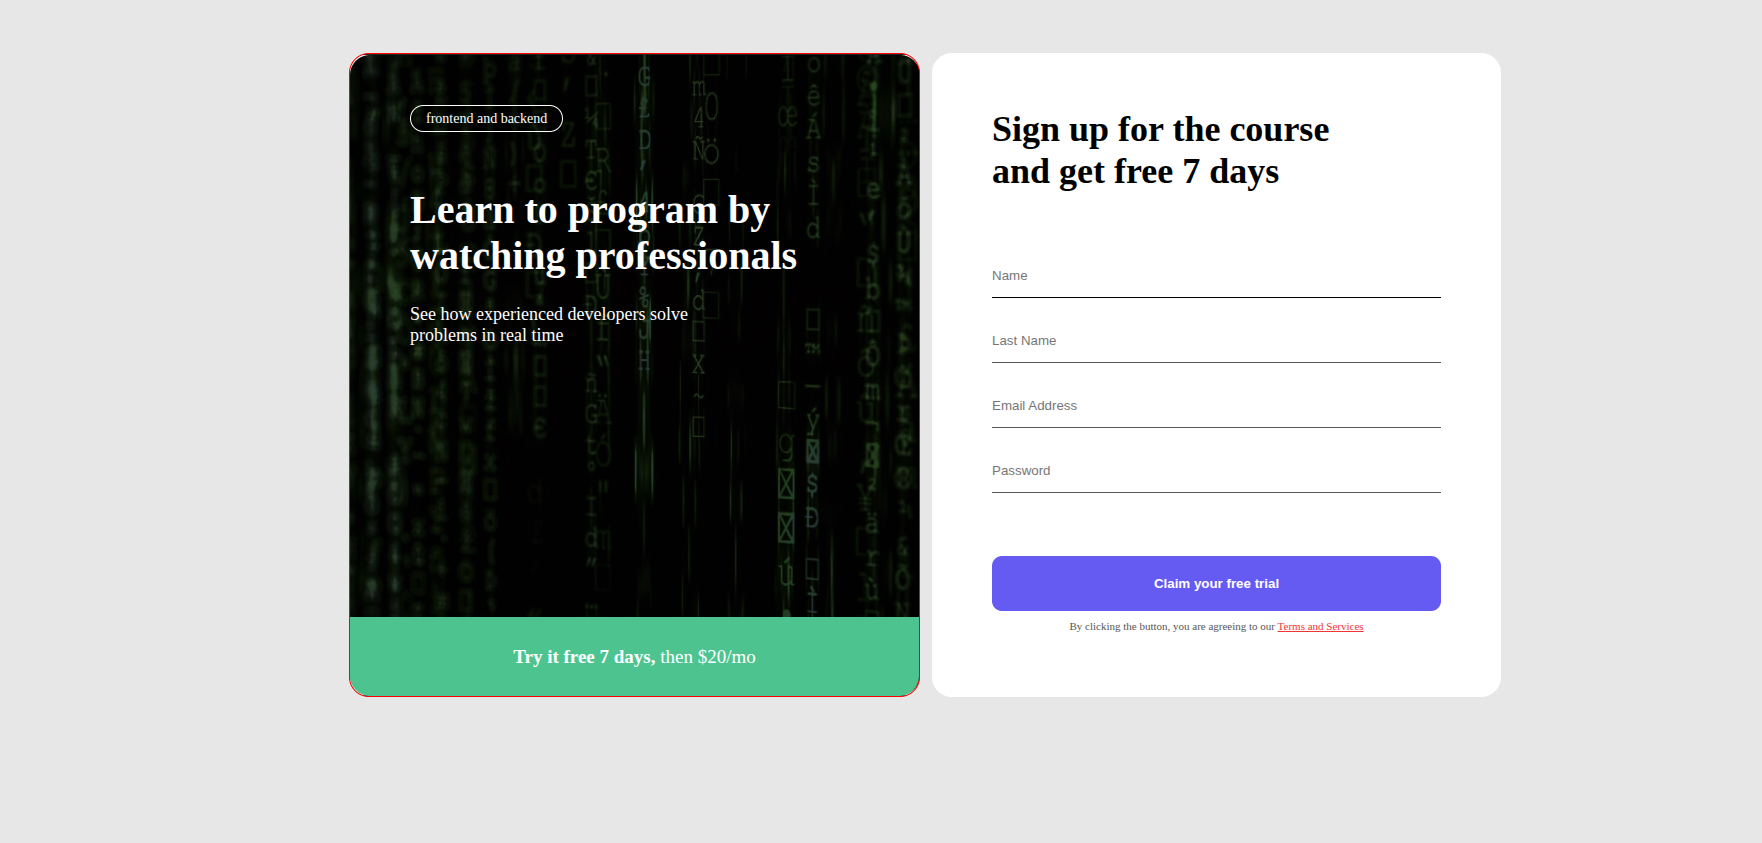 frontend and backend
Learn to program by
watching professionals
See how experienced developers solve
problems in real time
Try it free 7 days, then $20/mo
Sign up for the course
and get free 7 days
Name
Last Name
Email Address
Password
Claim your free trial
By clicking the button, you are agreeing to our Terms and Services